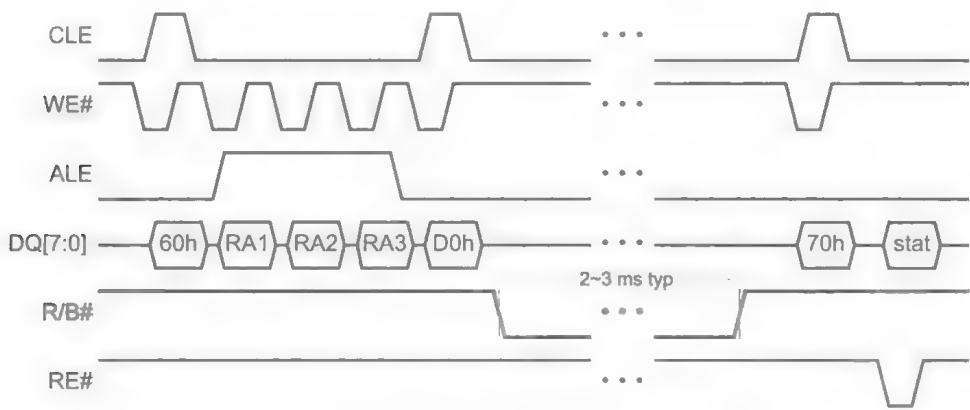 CLE
WE#
ALE
DQ[7:0] 60h RA1 RA2 RA3 D0h 70h stat
2~3 ms typ
R/B#
RE#